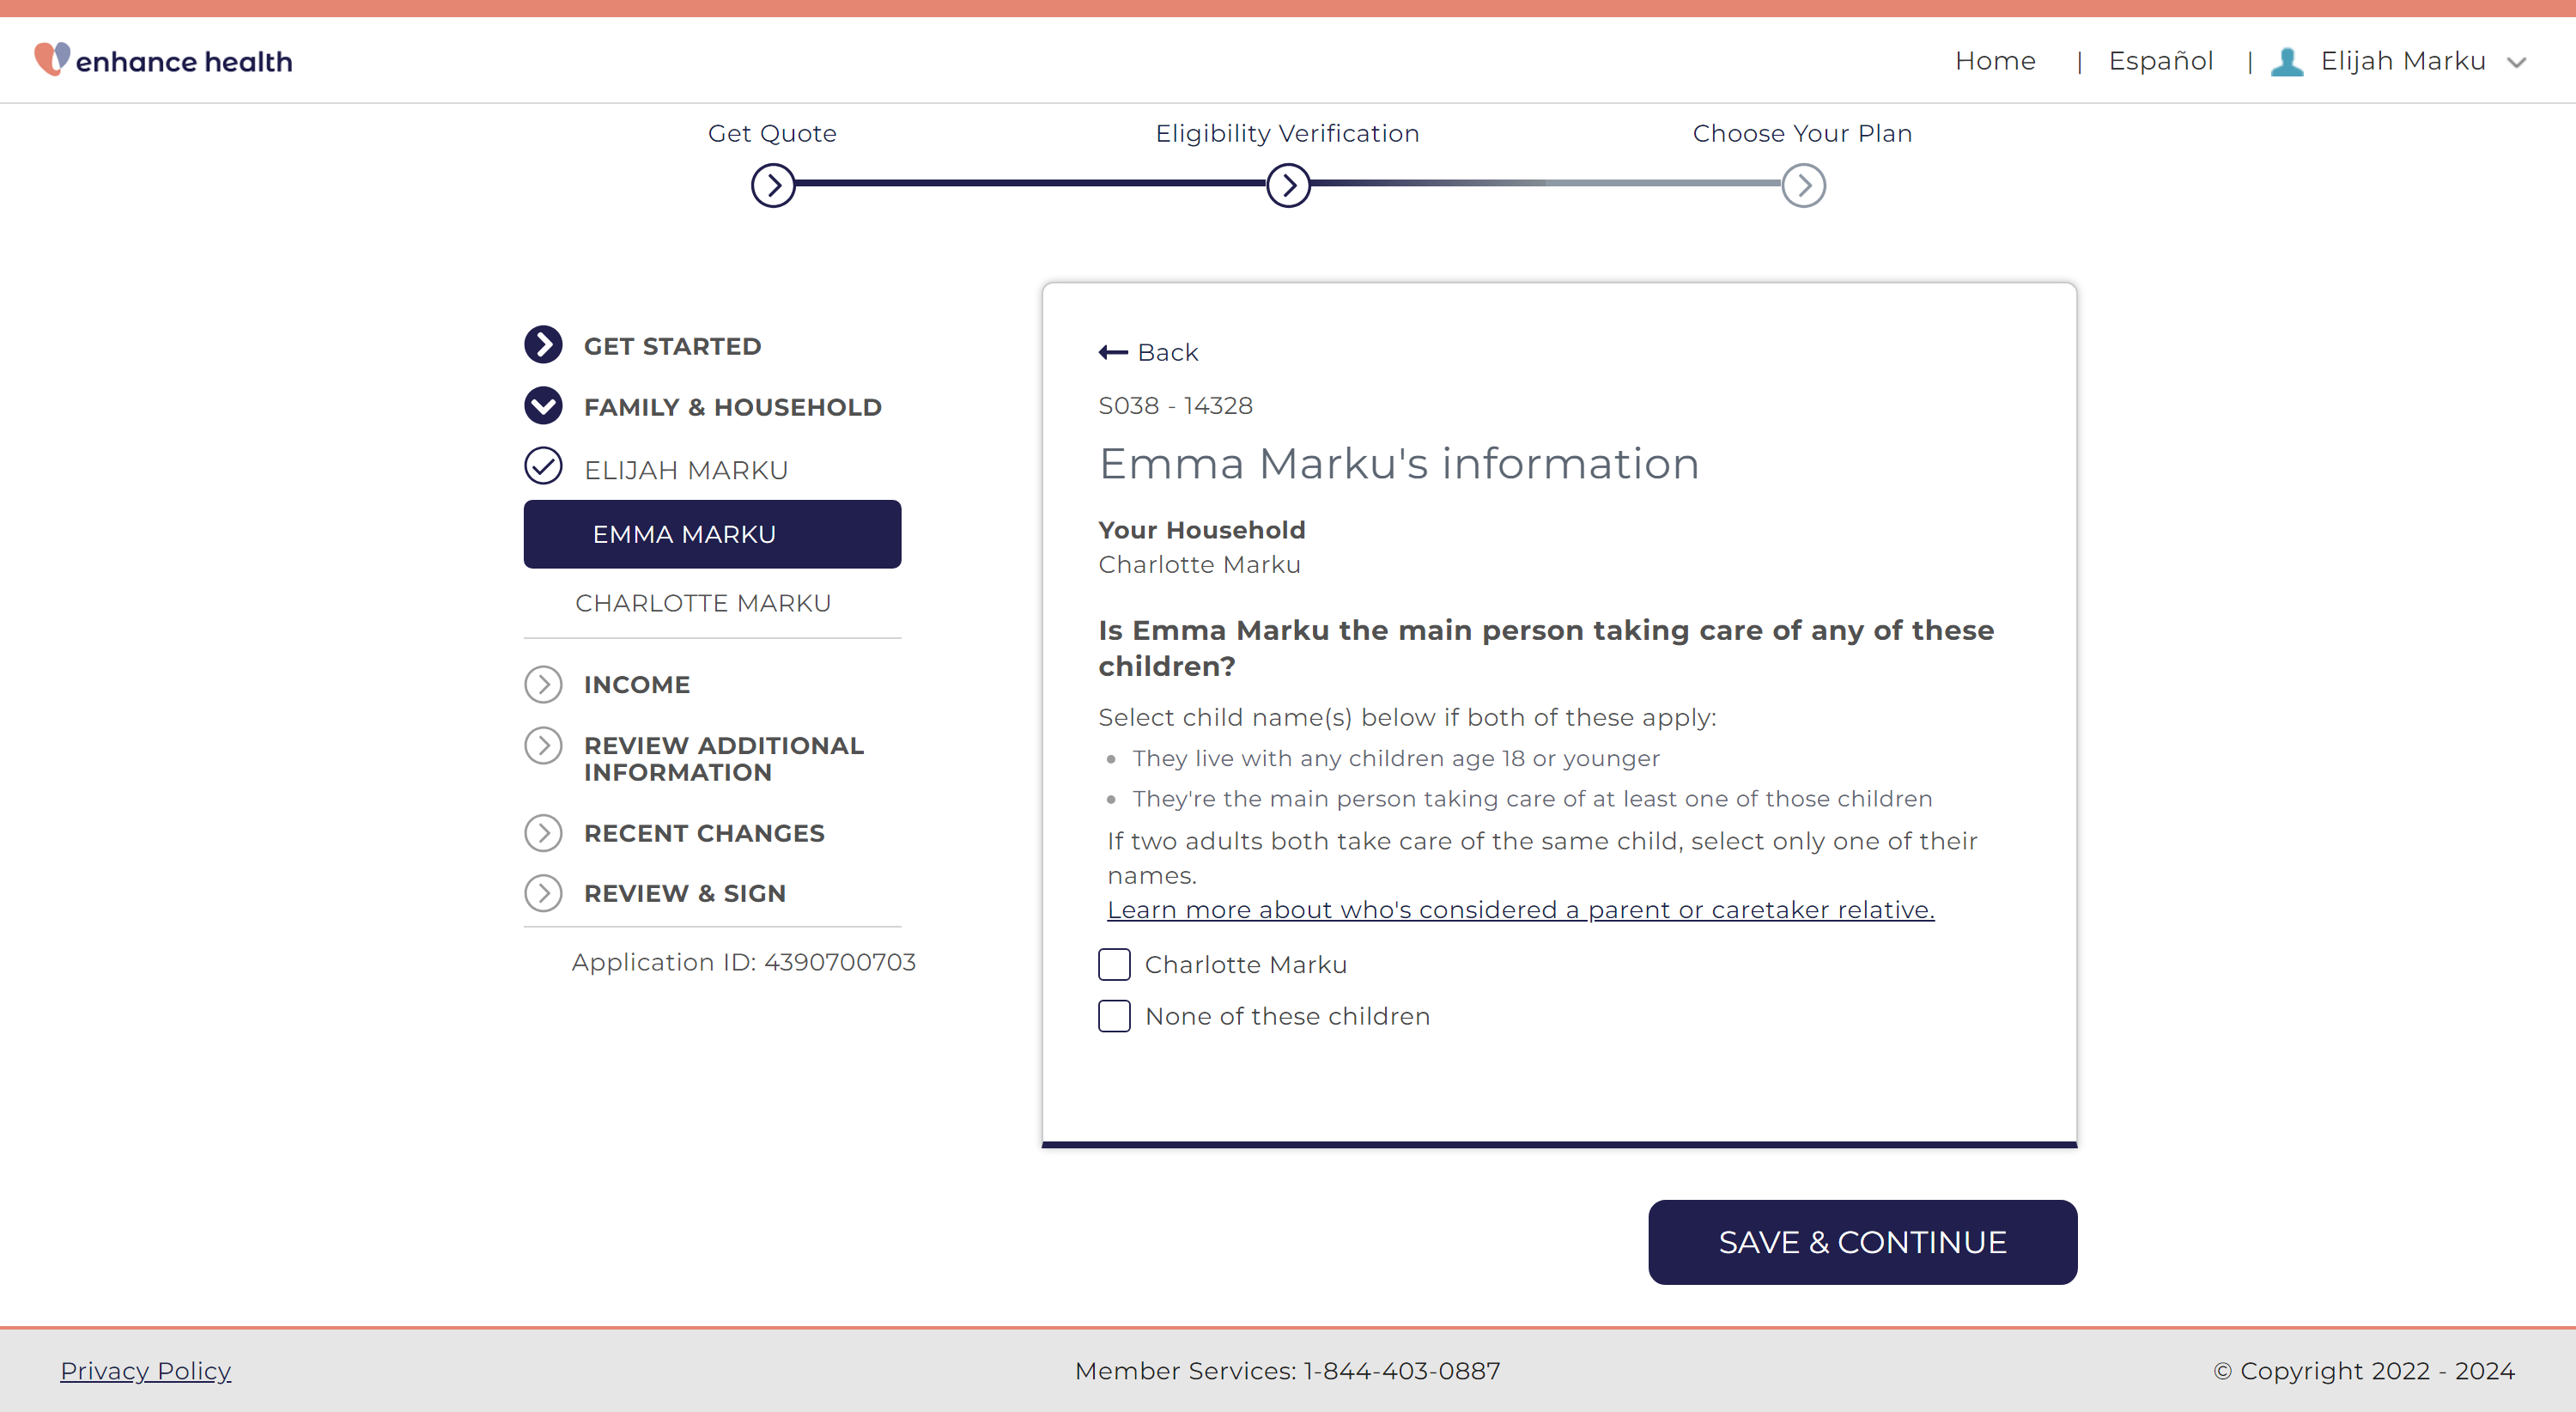 enhance health
Home | Español | Elijah Marku
Get Quote
Eligibility Verification
Choose Your Plan
GET STARTED
FAMILY & HOUSEHOLD
ELIJAH MARKU
EMMA MARKU
CHARLOTTE MARKU
INCOME
REVIEW ADDITIONAL
INFORMATION
RECENT CHANGES
REVIEW & SIGN
Application ID: 4390700703
Back
S038 - 14328
Emma Marku's information
Your Household
Charlotte Marku
Is Emma Marku the main person taking care of any of these
children?
Select child name(s) below if both of these apply:
• They live with any children age 18 or younger
• They're the main person taking care of at least one of those children
If two adults both take care of the same child, select only one of their
names.
Learn more about who's considered a parent or caretaker relative.
Charlotte Marku
None of these children
SAVE & CONTINUE
Privacy Policy
Member Services: 1-844-403-0887
© Copyright 2022 - 2024